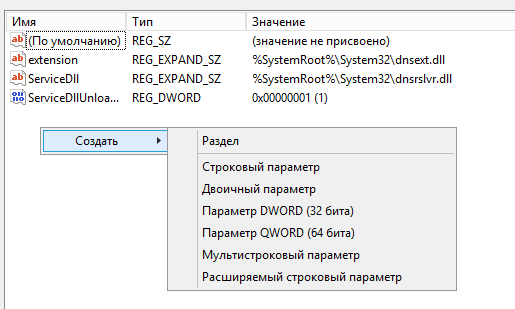 Имя Тип Значение
(По умолчанию) REG_SZ (значение не присвоено)
extension REG_EXPAND_SZ %SystemRoot%\System32\dnsext.dll
ServiceDll REG_EXPAND_SZ %SystemRoot%\System32\dnsrslvr.dll
ServiceDllUnloa... REG_DWORD 0x00000001 (1)
Создать
Раздел
Строковый параметр
Двоичный параметр
Параметр DWORD (32 бита)
Параметр QWORD (64 бита)
Мультистроковый параметр
Расширяемый строковый параметр